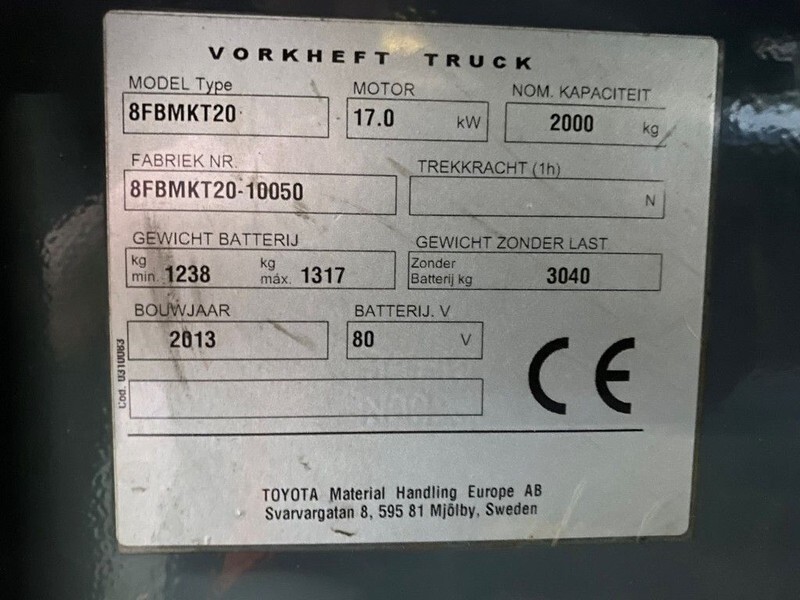 VORKHEFT TRUCK
MODEL Type MOTOR NOM. KAPACITEIT
8FBMKT20 17.0 kW 2000 kg
FABRIEK NR. TREKKRACHT (1h)
8FBMKT20-10050 N
GEWICHT BATTERIJ GEWICHT ZONDER LAST
kg min. 1238 kg máx. 1317 Zonder Batterij kg 3040
BOUWJAAR BATTERIJ. V
2013 80 V
CE
Cod. 0310083
TOYOTA Material Handling Europe AB
Svarvargatan 8, 595 81 Mjölby, Sweden